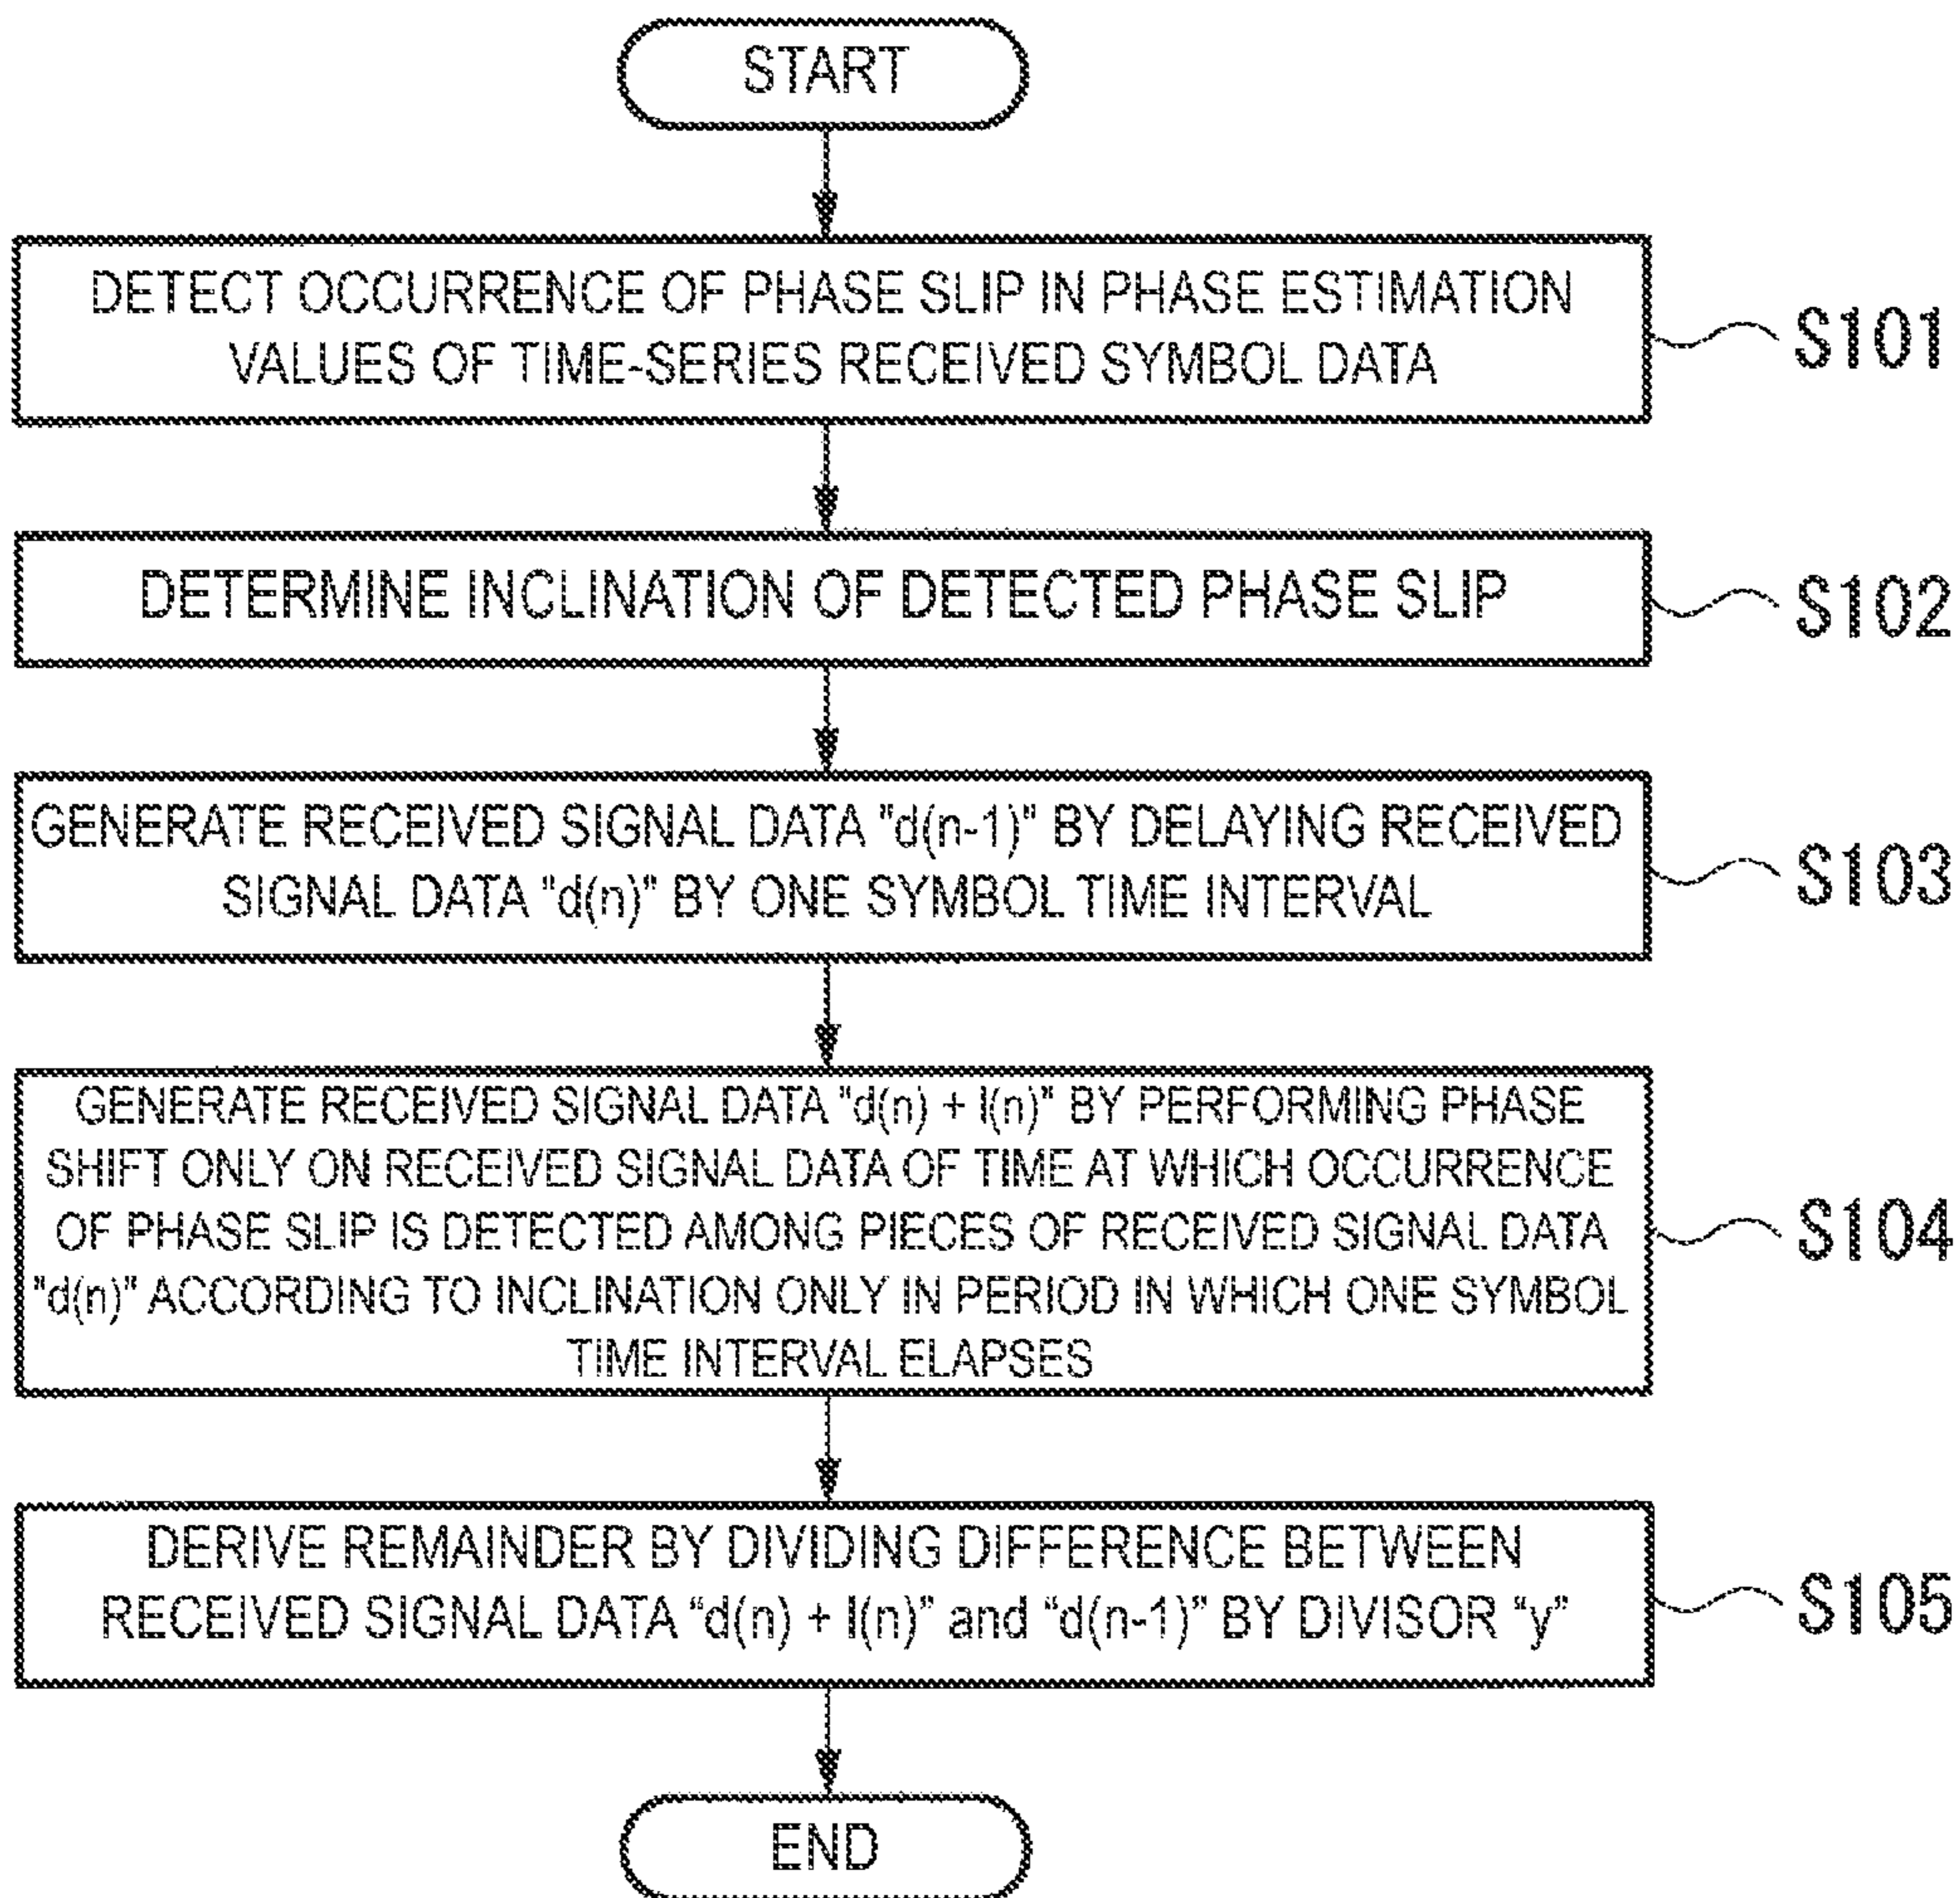 START
DETECT OCCURRENCE OF PHASE SLIP IN PHASE ESTIMATION
VALUES OF TIME-SERIES RECEIVED SYMBOL DATA
S101
DETERMINE INCLINATION OF DETECTED PHASE SLIP
S102
GENERATE RECEIVED SIGNAL DATA "d(n-1)" BY DELAYING RECEIVED
SIGNAL DATA "d(n)" BY ONE SYMBOL TIME INTERVAL
S103
GENERATE RECEIVED SIGNAL DATA "d(n) + I(n)" BY PERFORMING PHASE
SHIFT ONLY ON RECEIVED SIGNAL DATA OF TIME AT WHICH OCCURRENCE
OF PHASE SLIP IS DETECTED AMONG PIECES OF RECEIVED SIGNAL DATA
"d(n)" ACCORDING TO INCLINATION ONLY IN PERIOD IN WHICH ONE SYMBOL
TIME INTERVAL ELAPSES
S104
DERIVE REMAINDER BY DIVIDING DIFFERENCE BETWEEN
RECEIVED SIGNAL DATA “d(n) + I(n)” and “d(n-1)” BY DIVISOR “y”
S105
END